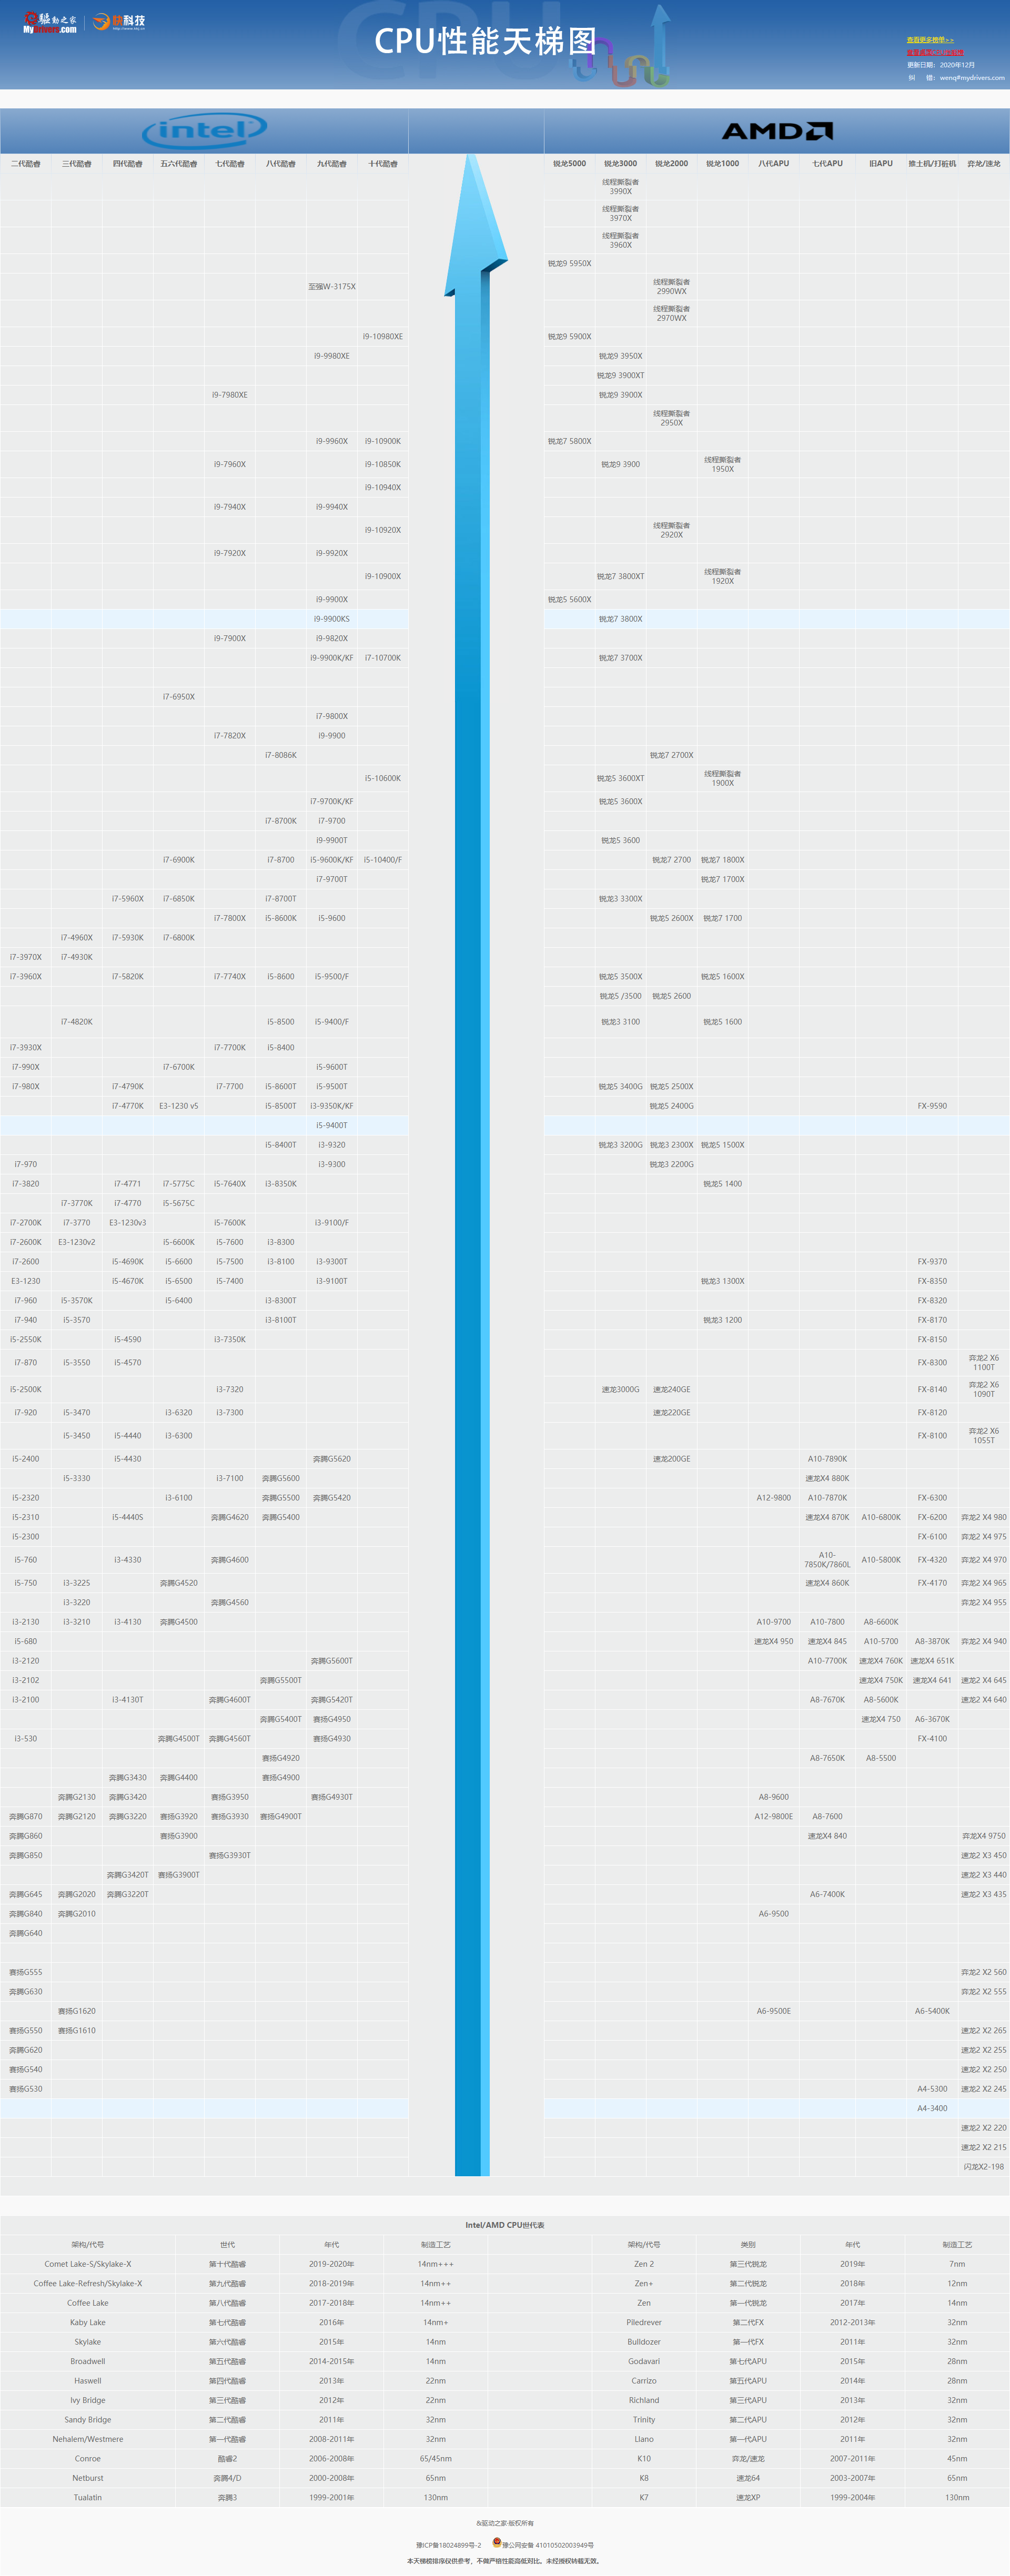 驱动之家 MyDrivers.com 快科技 http://www.kkj.cn
CPU性能天梯图
查看更多榜单>>
更新日期: 2020年12月
纠 错: wenq@mydrivers.com
intel AMD
二代酷睿 三代酷睿 四代酷睿 五六代酷睿 七代酷睿 八代酷睿 九代酷睿 十代酷睿 锐龙5000 锐龙3000 锐龙2000 锐龙1000 八代APU 七代APU 旧APU 推土机/打桩机 弈龙/速龙
线程撕裂者 3990X
线程撕裂者 3970X
线程撕裂者 3960X
锐龙9 5950X
至强W-3175X 线程撕裂者 2990WX
线程撕裂者 2970WX
i9-10980XE 锐龙9 5900X
i9-9980XE 锐龙9 3950X
锐龙9 3900XT
i9-7980XE 锐龙9 3900X
线程撕裂者 2950X
i9-9960X i9-10900K 锐龙7 5800X
i9-7960X i9-10850K 锐龙9 3900 线程撕裂者 1950X
i9-10940X
i9-7940X i9-9940X
i9-10920X 线程撕裂者 2920X
i9-7920X i9-9920X
i9-10900X 锐龙7 3800XT 线程撕裂者 1920X
i9-9900X 锐龙5 5600X
i9-9900KS 锐龙7 3800X
i9-7900X i9-9820X
i9-9900K/KF i7-10700K 锐龙7 3700X
i7-6950X
i7-9800X
i7-7820X i9-9900
i7-8086K 锐龙7 2700X
i5-10600K 锐龙5 3600XT 线程撕裂者 1900X
i7-9700K/KF 锐龙5 3600X
i7-8700K i7-9700
i9-9900T 锐龙5 3600
i7-6900K i7-8700 i5-9600K/KF i5-10400/F 锐龙7 2700 锐龙7 1800X
i7-9700T 锐龙7 1700X
i7-5960X i7-6850K i7-8700T 锐龙3 3300X
i7-7800X i5-8600K i5-9600 锐龙5 2600X 锐龙7 1700
i7-4960X i7-5930K i7-6800K
i7-3970X i7-4930K
i7-3960X i7-5820K i7-7740X i5-8600 i5-9500/F 锐龙5 3500X 锐龙5 1600X
锐龙5 /3500 锐龙5 2600
i7-4820K i5-8500 i5-9400/F 锐龙3 3100 锐龙5 1600
i7-3930X i7-7700K i5-8400
i7-990X i7-6700K i5-9600T
i7-980X i7-4790K i7-7700 i5-8600T i5-9500T 锐龙5 3400G 锐龙5 2500X
i7-4770K E3-1230 v5 i5-8500T i3-9350K/KF 锐龙5 2400G FX-9590
i5-9400T
i5-8400T i3-9320 锐龙3 3200G 锐龙3 2300X 锐龙5 1500X
i7-970 i3-9300 锐龙3 2200G
i7-3820 i7-4771 i7-5775C i5-7640X i3-8350K 锐龙5 1400
i7-3770K i7-4770 i5-5675C
i7-2700K i7-3770 E3-1230v3 i5-7600K i3-9100/F
i7-2600K E3-1230v2 i5-6600K i5-7600 i3-8300
i7-2600 i5-4690K i5-6600 i5-7500 i3-8100 i3-9300T FX-9370
E3-1230 i5-4670K i5-6500 i5-7400 i3-9100T 锐龙3 1300X FX-8350
i7-960 i5-3570K i5-6400 i3-8300T FX-8320
i7-940 i5-3570 i3-8100T 锐龙3 1200 FX-8170
i5-2550K i5-4590 i3-7350K FX-8150
i7-870 i5-3550 i5-4570 FX-8300 弈龙2 X6 1100T
i5-2500K i3-7320 速龙3000G 速龙240GE FX-8140 弈龙2 X6 1090T
i7-920 i5-3470 i3-6320 i3-7300 速龙220GE FX-8120
i5-3450 i5-4440 i3-6300 FX-8100 弈龙2 X6 1055T
i5-2400 i5-4430 奔腾G5620 速龙200GE A10-7890K
i5-3330 i3-7100 奔腾G5600 速龙X4 880K
i5-2320 i3-6100 奔腾G5500 奔腾G5420 A12-9800 A10-7870K FX-6300
i5-2310 i5-4440S 奔腾G4620 奔腾G5400 速龙X4 870K A10-6800K FX-6200 弈龙2 X4 980
i5-2300 FX-6100 弈龙2 X4 975
i5-760 i3-4330 奔腾G4600 A10-7850K/7860L A10-5800K FX-4320 弈龙2 X4 970
i5-750 i3-3225 奔腾G4520 速龙X4 860K FX-4170 弈龙2 X4 965
i3-3220 奔腾G4560 弈龙2 X4 955
i3-2130 i3-3210 i3-4130 奔腾G4500 A10-9700 A10-7800 A8-6600K
i5-680 速龙X4 950 速龙X4 845 A10-5700 A8-3870K 弈龙2 X4 940
i3-2120 奔腾G5600T A10-7700K 速龙X4 760K 速龙X4 651K
i3-2102 奔腾G5500T 速龙X4 750K 速龙X4 641 速龙2 X4 645
i3-2100 i3-4130T 奔腾G4600T 奔腾G5420T A8-7670K A8-5600K 速龙2 X4 640
奔腾G5400T 赛扬G4950 速龙X4 750 A6-3670K
i3-530 奔腾G4500T 奔腾G4560T 赛扬G4930 FX-4100
赛扬G4920 A8-7650K A8-5500
奔腾G3430 奔腾G4400 赛扬G4900
奔腾G2130 奔腾G3420 赛扬G3950 赛扬G4930T A8-9600
奔腾G870 奔腾G2120 奔腾G3220 赛扬G3920 赛扬G3930 赛扬G4900T A12-9800E A8-7600
奔腾G860 赛扬G3900 速龙X4 840 弈龙X4 9750
奔腾G850 赛扬G3930T 速龙2 X3 450
奔腾G3420T 赛扬G3900T 速龙2 X3 440
奔腾G645 奔腾G2020 奔腾G3220T A6-7400K 速龙2 X3 435
奔腾G840 奔腾G2010 A6-9500
奔腾G640
赛扬G555 弈龙2 X2 560
奔腾G630 弈龙2 X2 555
赛扬G1620 A6-9500E A6-5400K
赛扬G550 赛扬G1610 速龙2 X2 265
奔腾G620 速龙2 X2 255
赛扬G540 速龙2 X2 250
赛扬G530 A4-5300 速龙2 X2 245
A4-3400
速龙2 X2 220
速龙2 X2 215
闪龙X2-198
Intel/AMD CPU世代表
架构/代号 世代 年代 制造工艺 架构/代号 类别 年代 制造工艺
Comet Lake-S/Skylake-X 第十代酷睿 2019-2020年 14nm+++ Zen 2 第三代锐龙 2019年 7nm
Coffee Lake-Refresh/Skylake-X 第九代酷睿 2018-2019年 14nm++ Zen+ 第二代锐龙 2018年 12nm
Coffee Lake 第八代酷睿 2017-2018年 14nm++ Zen 第一代锐龙 2017年 14nm
Kaby Lake 第七代酷睿 2016年 14nm+ Piledrever 第二代FX 2012-2013年 32nm
Skylake 第六代酷睿 2015年 14nm Bulldozer 第一代FX 2011年 32nm
Broadwell 第五代酷睿 2014-2015年 14nm Godavari 第七代APU 2015年 28nm
Haswell 第四代酷睿 2013年 22nm Carrizo 第五代APU 2014年 28nm
Ivy Bridge 第三代酷睿 2012年 22nm Richland 第三代APU 2013年 32nm
Sandy Bridge 第二代酷睿 2011年 32nm Trinity 第二代APU 2012年 32nm
Nehalem/Westmere 第一代酷睿 2008-2011年 32nm Llano 第一代APU 2011年 32nm
Conroe 酷睿2 2006-2008年 65/45nm K10 弈龙/速龙 2007-2011年 45nm
Netburst 奔腾4/D 2000-2008年 65nm K8 速龙64 2003-2007年 65nm
Tualatin 奔腾3 1999-2001年 130nm K7 速龙XP 1999-2004年 130nm
&驱动之家·版权所有
豫ICP备18024899号-2 豫公网安备 41010502003949号
本天梯榜排序仅供参考，不做严格性能高低对比。未经授权转载无效。